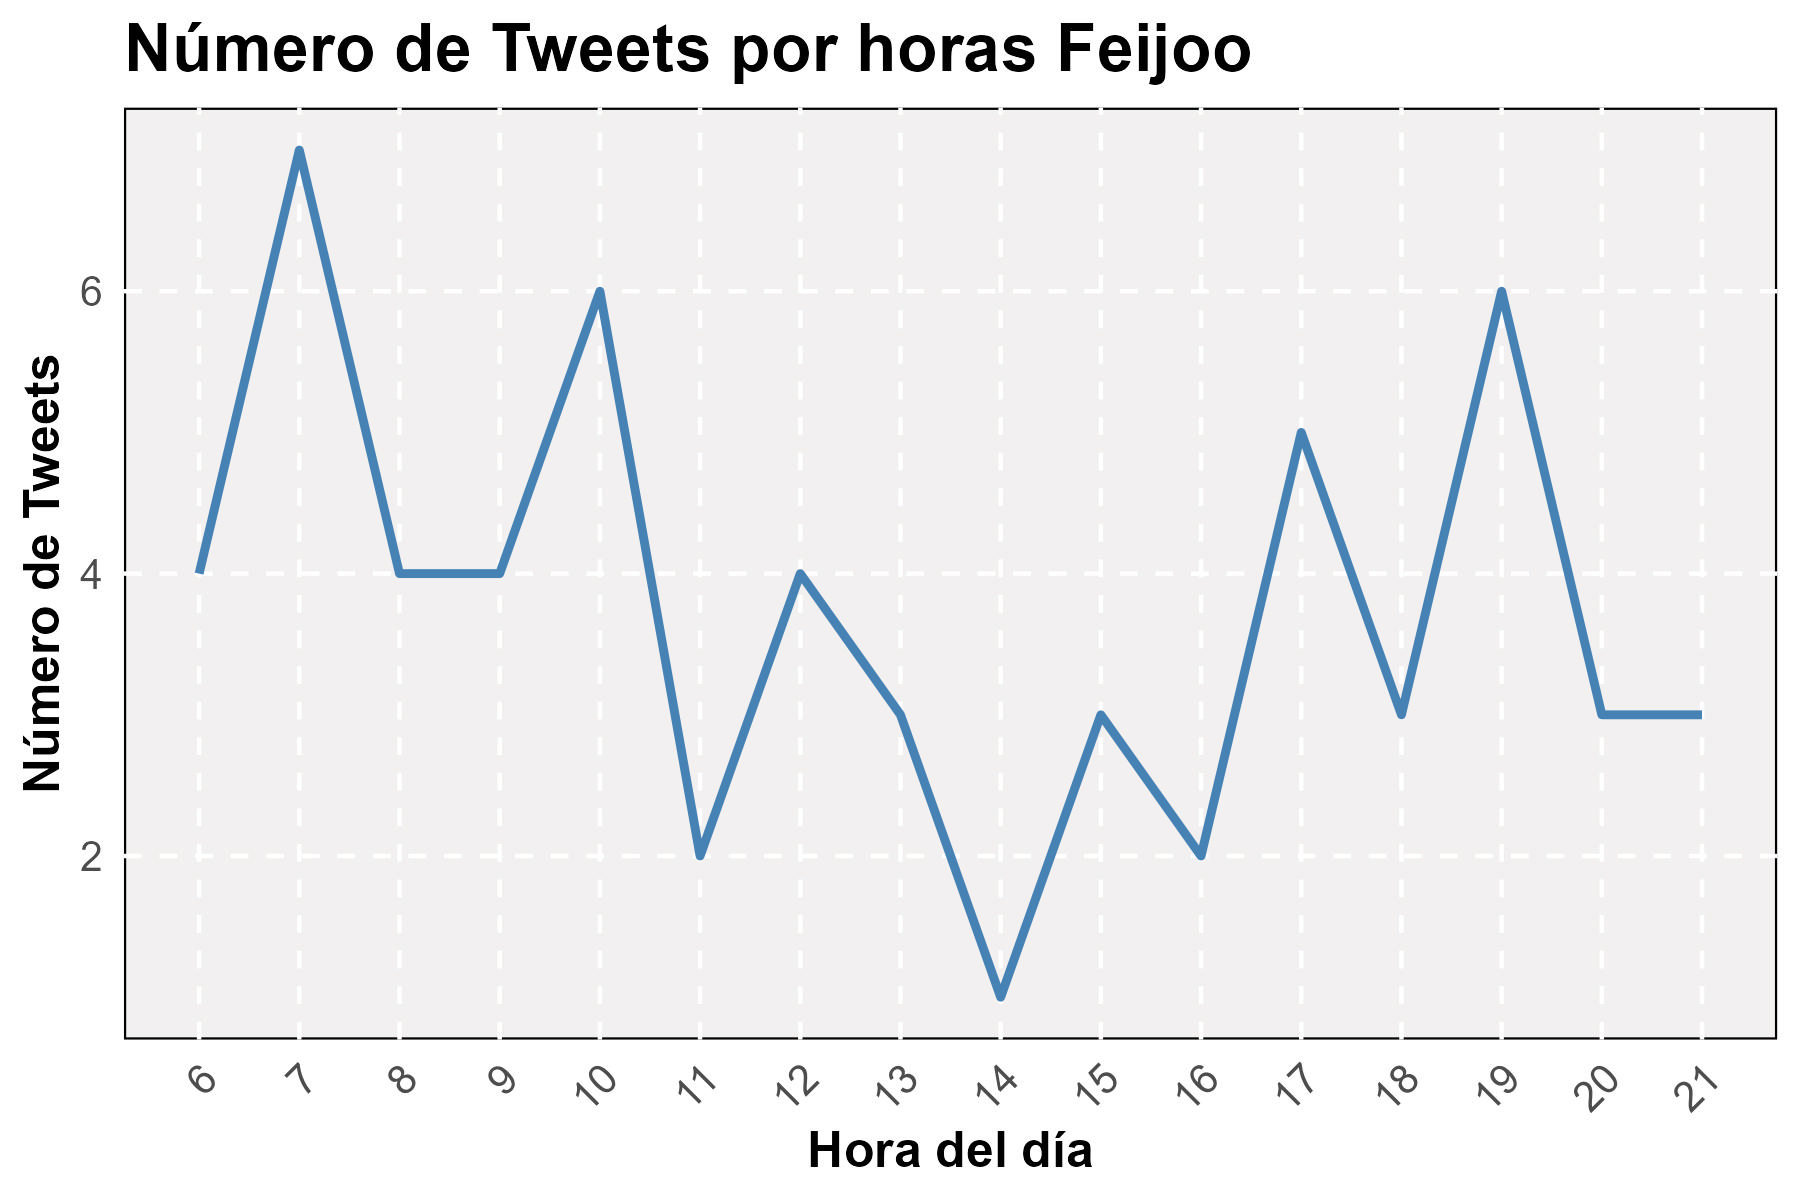 Número de Tweets por horas Feijoo
Número de Tweets
6
4
2
6 7 8 9 10 11 12 13 14 15 16 17 18 19 20 21
Hora del día